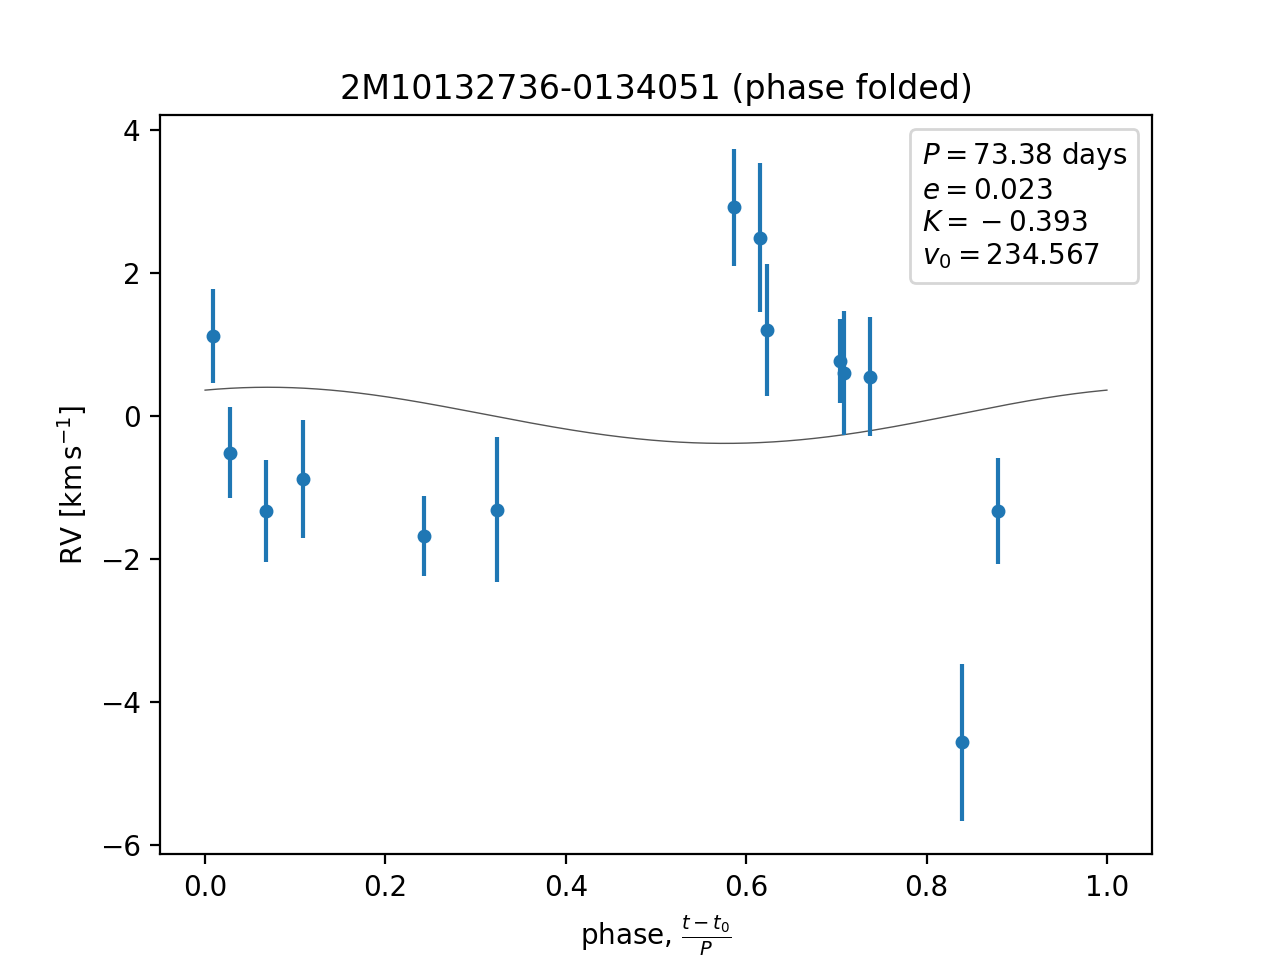 2M10132736-0134051 (phase folded)
P = 73.38 days
e = 0.023
K = −0.393
v₀ = 234.567
RV [km s⁻¹]
4
2
0
−2
−4
−6
0.0 0.2 0.4 0.6 0.8 1.0
phase, (t − t₀)/P